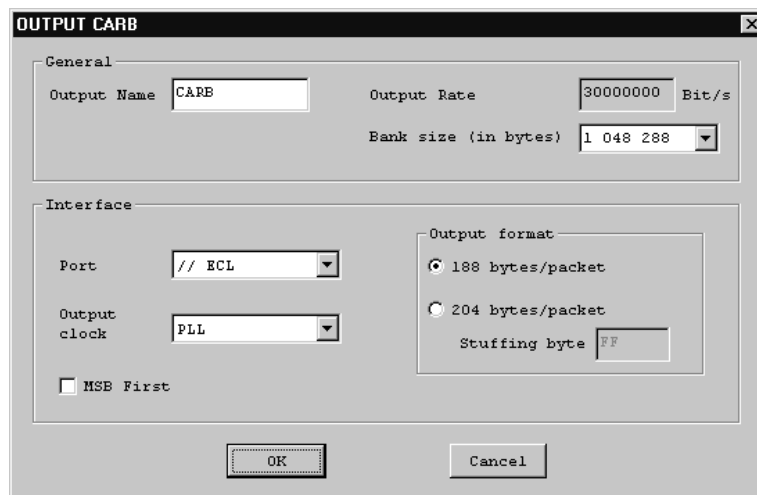 OUTPUT CARB
General
Output Name CARB
Output Rate 30000000 Bit/s
Bank size (in bytes) 1 048 288
Interface
Port // ECL
Output clock PLL
MSB First
Output format
188 bytes/packet
204 bytes/packet
Stuffing byte FF
OK Cancel